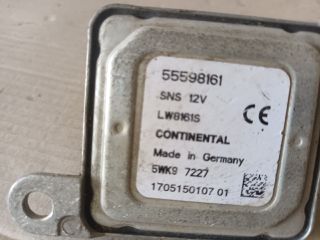 55598161
SNS 12V
LW8161S
CE
CONTINENTAL
Made in Germany
5WK9 7227
1705150107 01